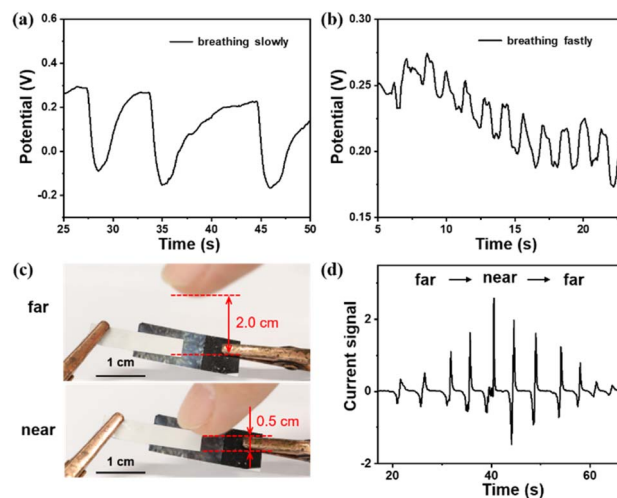 (a)
0.6
0.4
0.2
0.0
-0.2
Potential (V)
breathing slowly
25 30 35 40 45 50
Time (s)
(b)
0.30
0.25
0.20
0.15
Potential (V)
breathing fastly
5 10 15 20
Time (s)
(c)
far
2.0 cm
1 cm
near
0.5 cm
1 cm
(d)
far → near → far
2
0
-2
Current signal
20 40 60
Time (s)